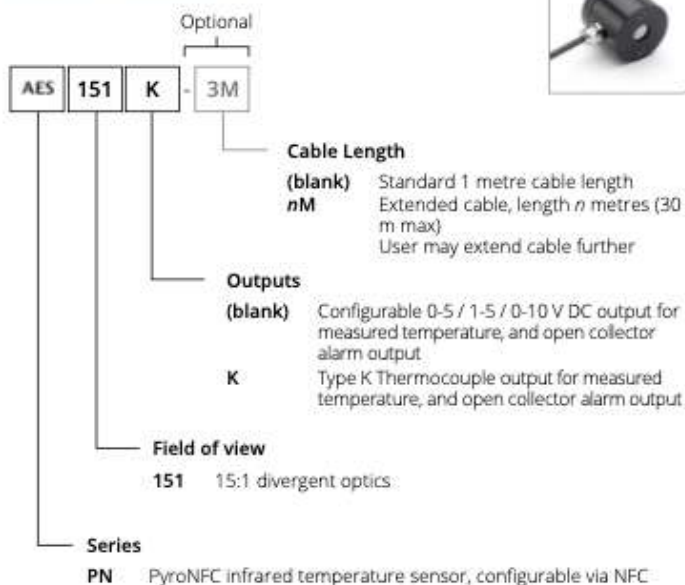 Optional
AES 151 K - 3M
Cable Length
(blank) Standard 1 metre cable length
nM Extended cable, length n metres (30
m max)
User may extend cable further
Outputs
(blank) Configurable 0-5 / 1-5 / 0-10 V DC output for
measured temperature, and open collector
alarm output
K Type K Thermocouple output for measured
temperature, and open collector alarm output
Field of view
151 15:1 divergent optics
Series
PN PyroNFC infrared temperature sensor, configurable via NFC